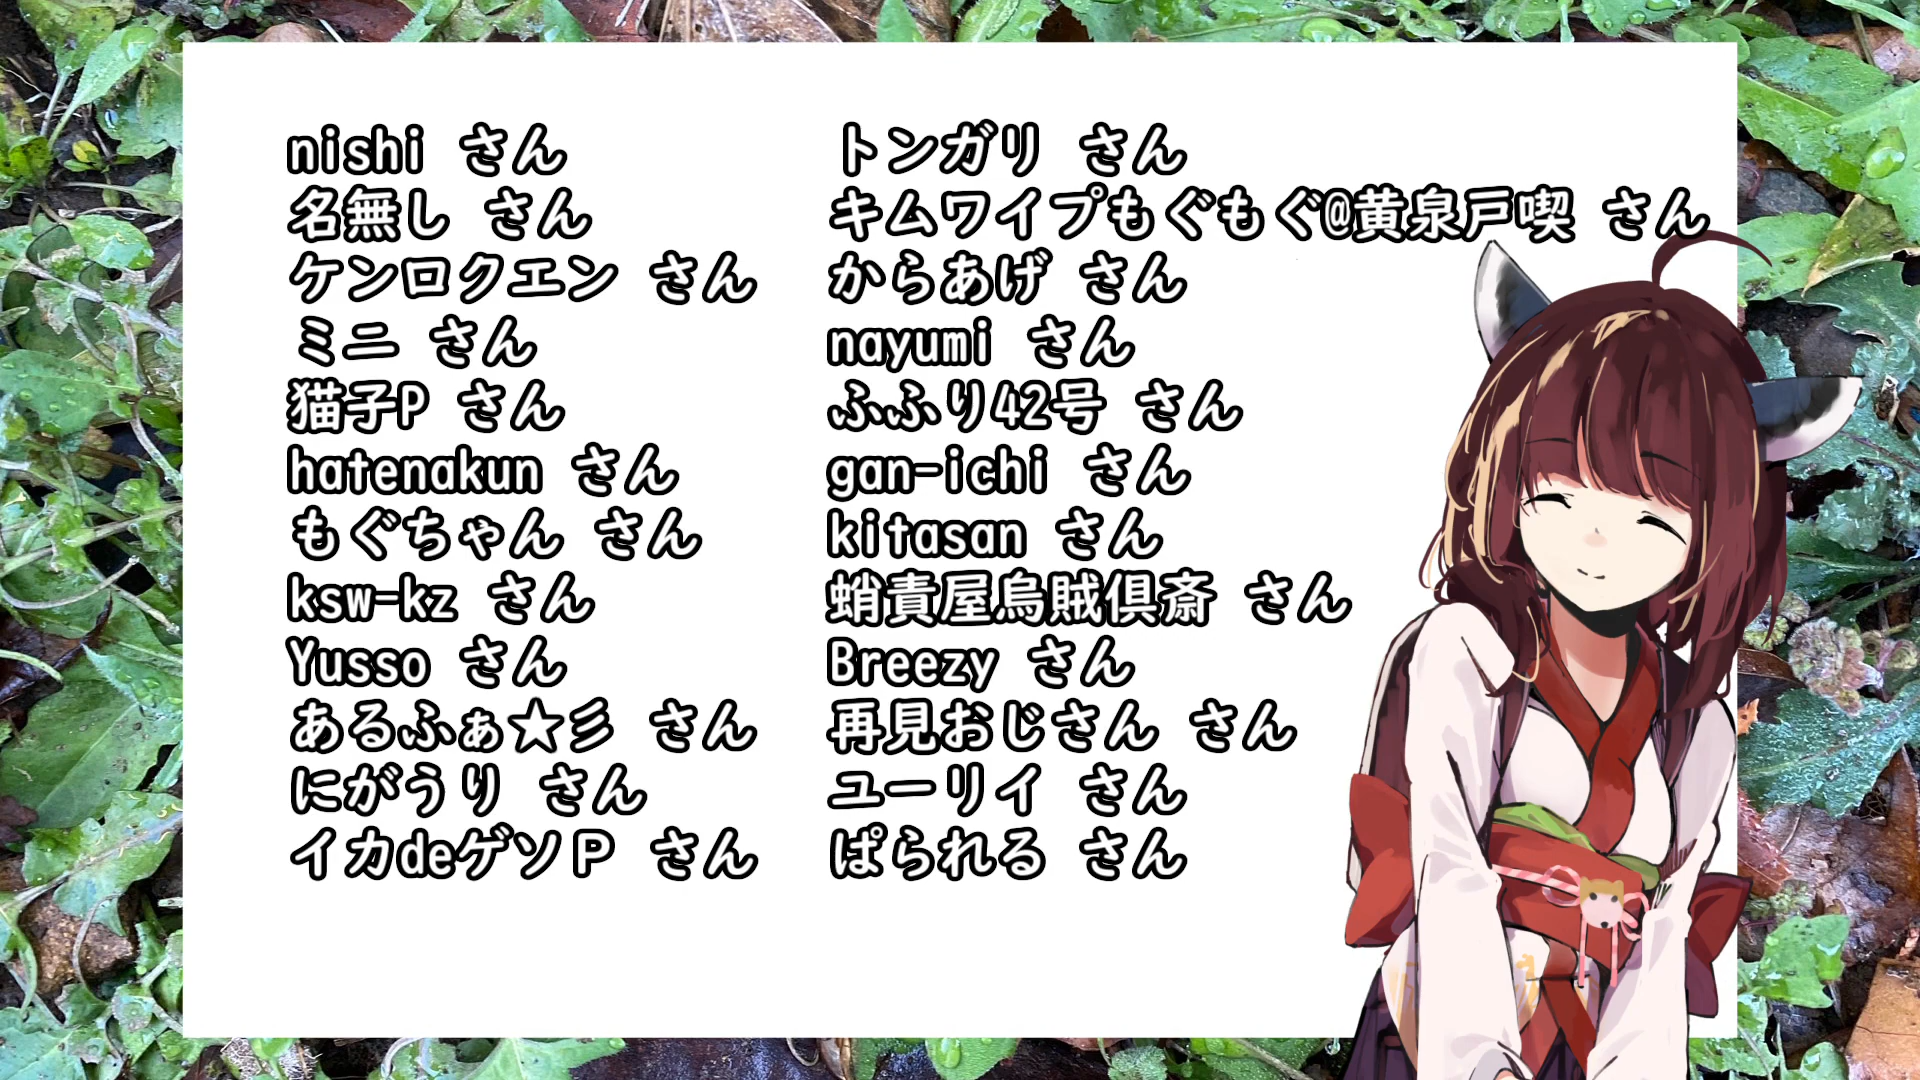 nishi さん
名無し さん
ケンロクエン さん
ミニ さん
猫子P さん
hatenakun さん
もぐちゃん さん
ksw-kz さん
Yusso さん
あるふぁ★彡 さん
にがうり さん
イカdeゲソＰ さん
トンガリ さん
キムワイプもぐもぐ@黄泉戸喫 さん
からあげ さん
nayumi さん
ふふり42号 さん
gan-ichi さん
kitasan さん
蛸責屋烏賊倶斎 さん
Breezy さん
再見おじさん さん
ユーリイ さん
ぱられる さん